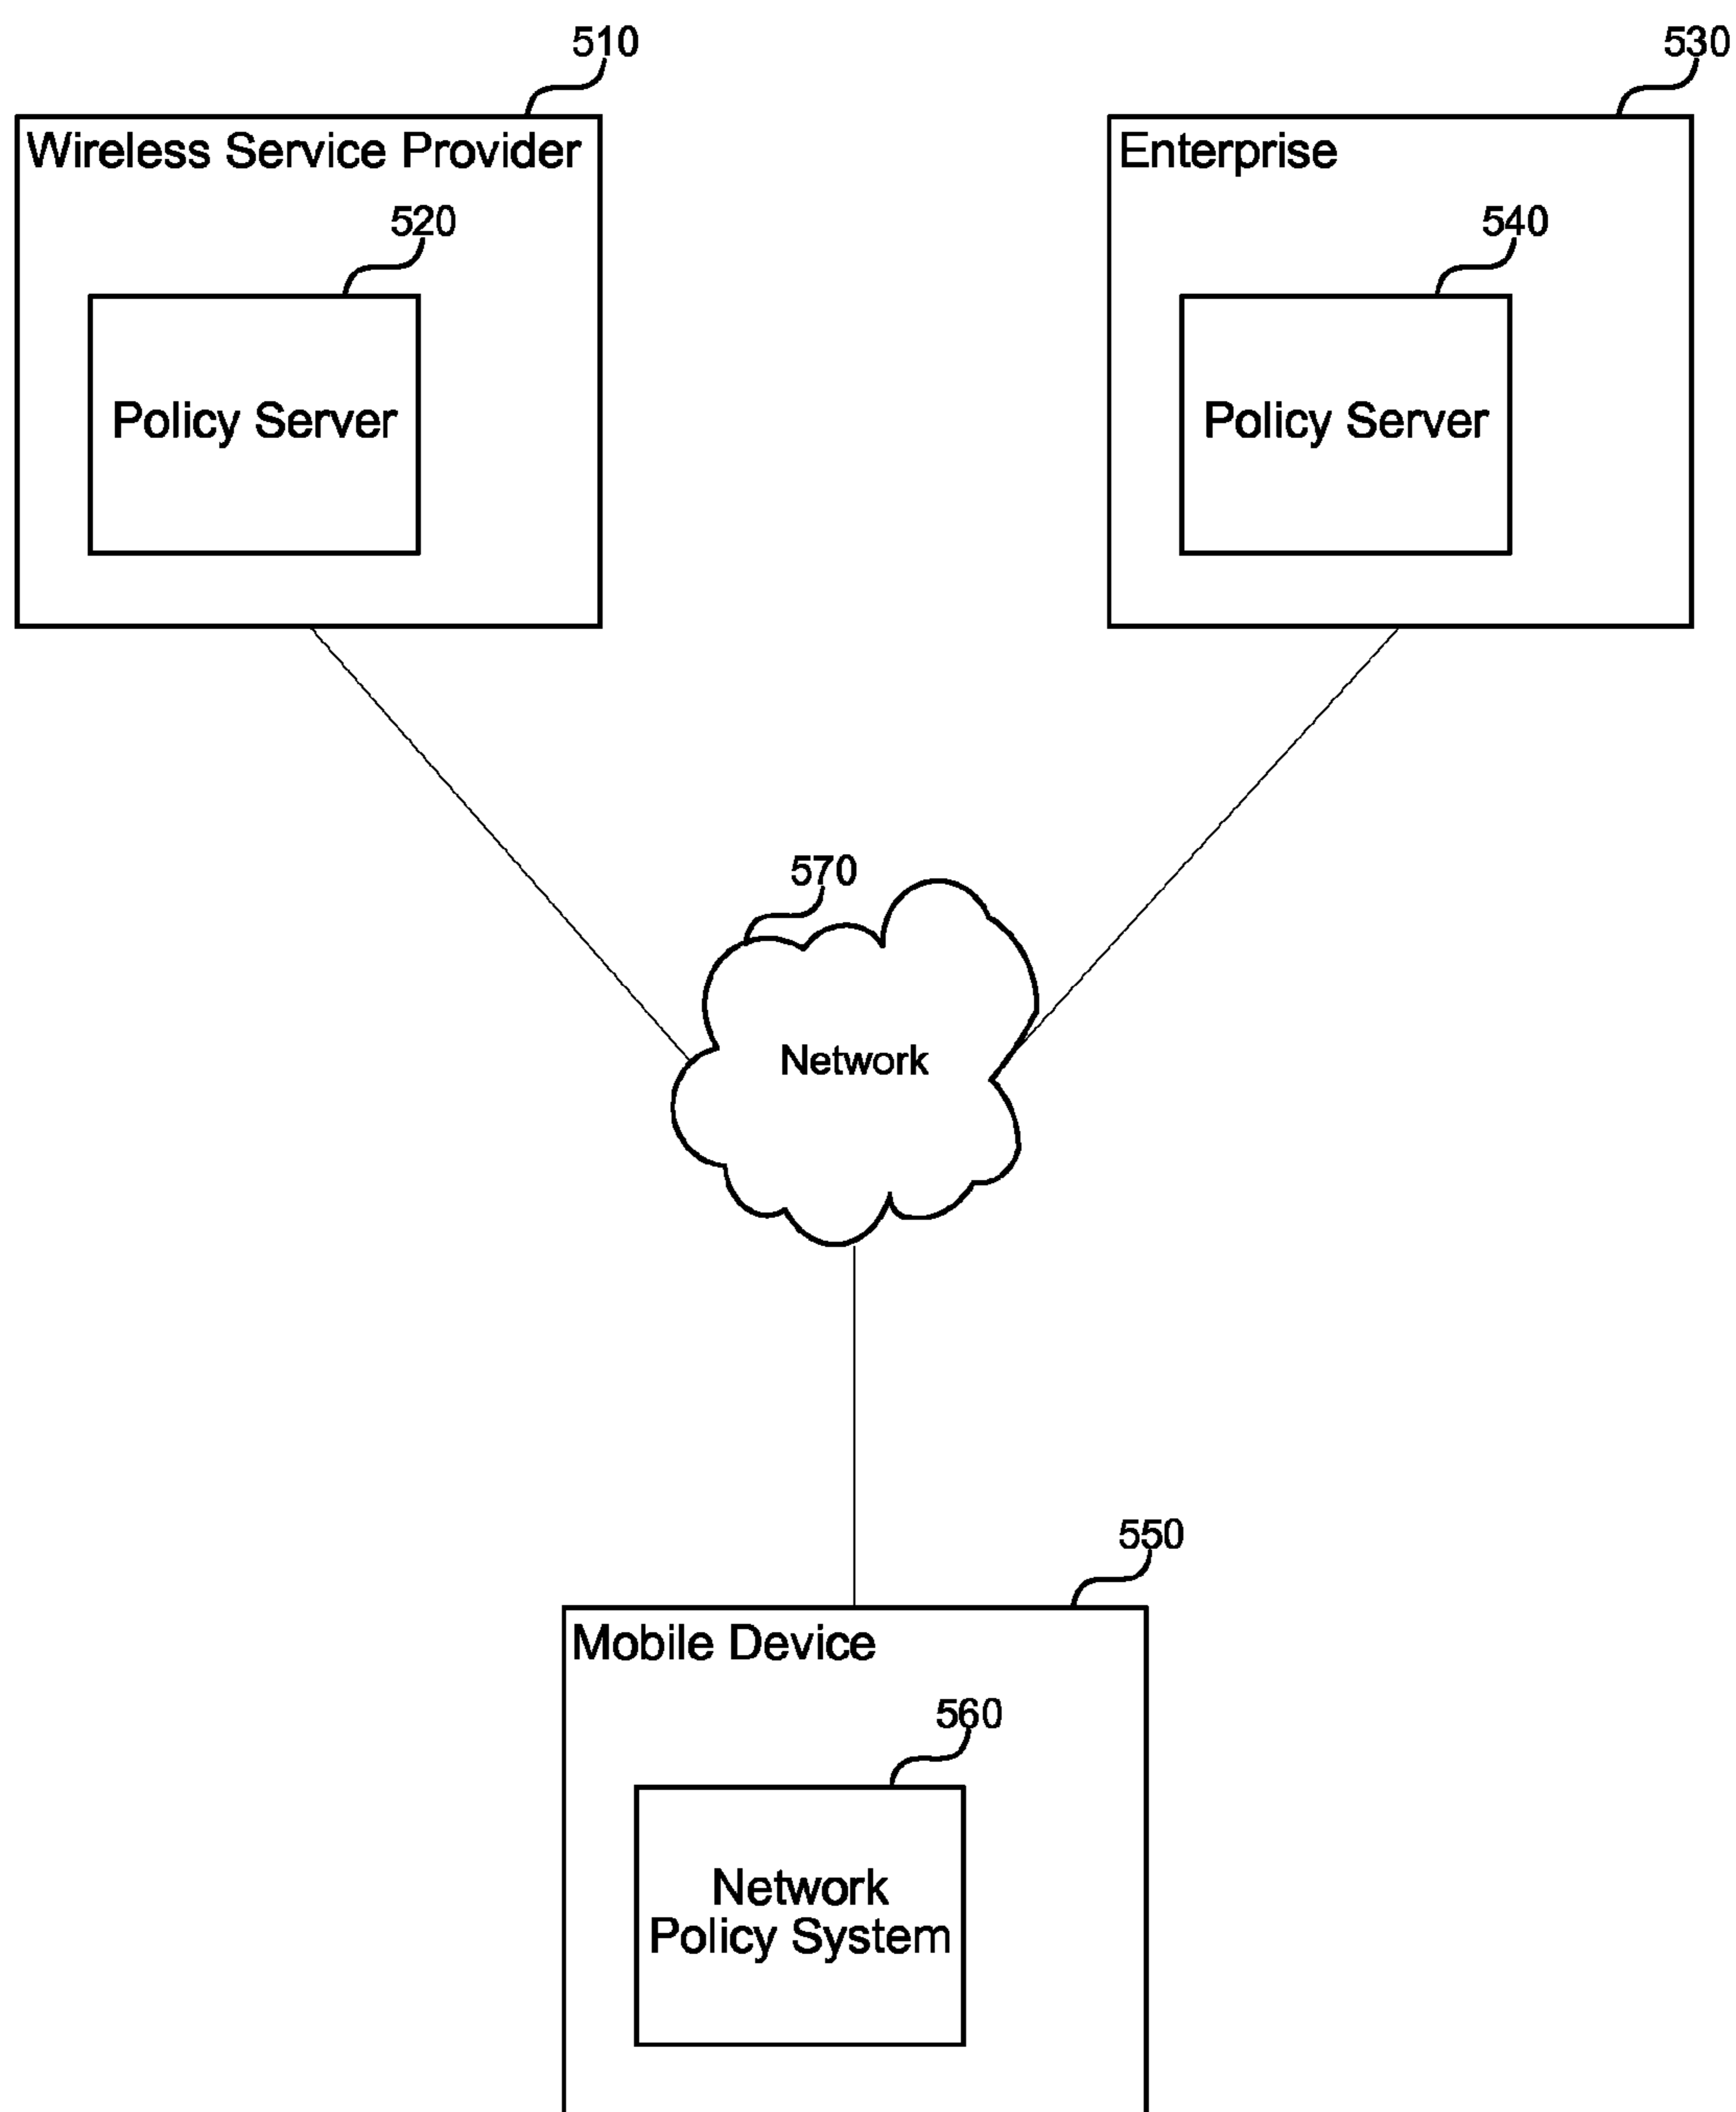 510
530
Wireless Service Provider
Enterprise
520
540
Policy Server
Policy Server
570
Network
550
Mobile Device
560
Network
Policy System